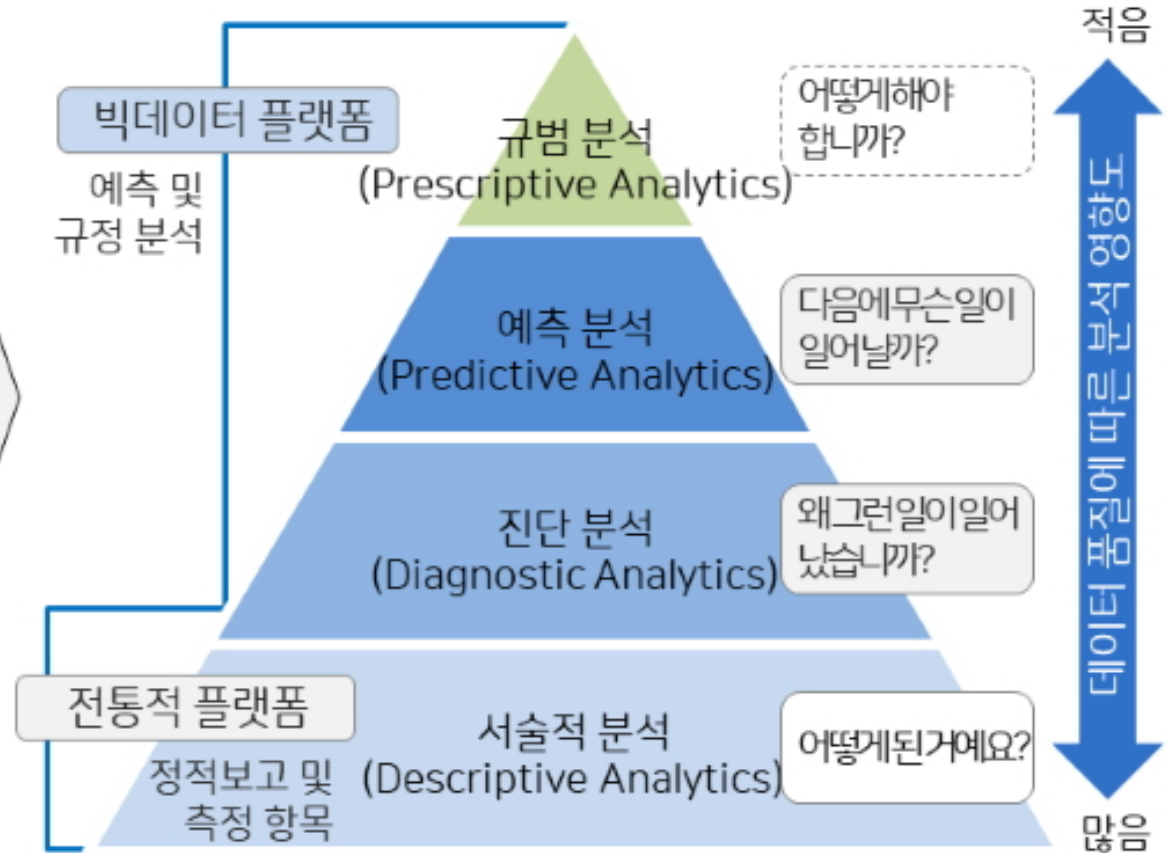 적음
빅데이터 플랫폼
예측 및
규정 분석
규범 분석
(Prescriptive Analytics)
어떻게해야
합니까?
예측 분석
(Predictive Analytics)
다음에무슨일이
일어날까?
진단 분석
(Diagnostic Analytics)
왜그런일이일어
났습니까?
전통적 플랫폼
정적보고 및
측정 항목
서술적 분석
(Descriptive Analytics)
어떻게된거예요?
데이터 품질에 따른 분석 영향도
많음